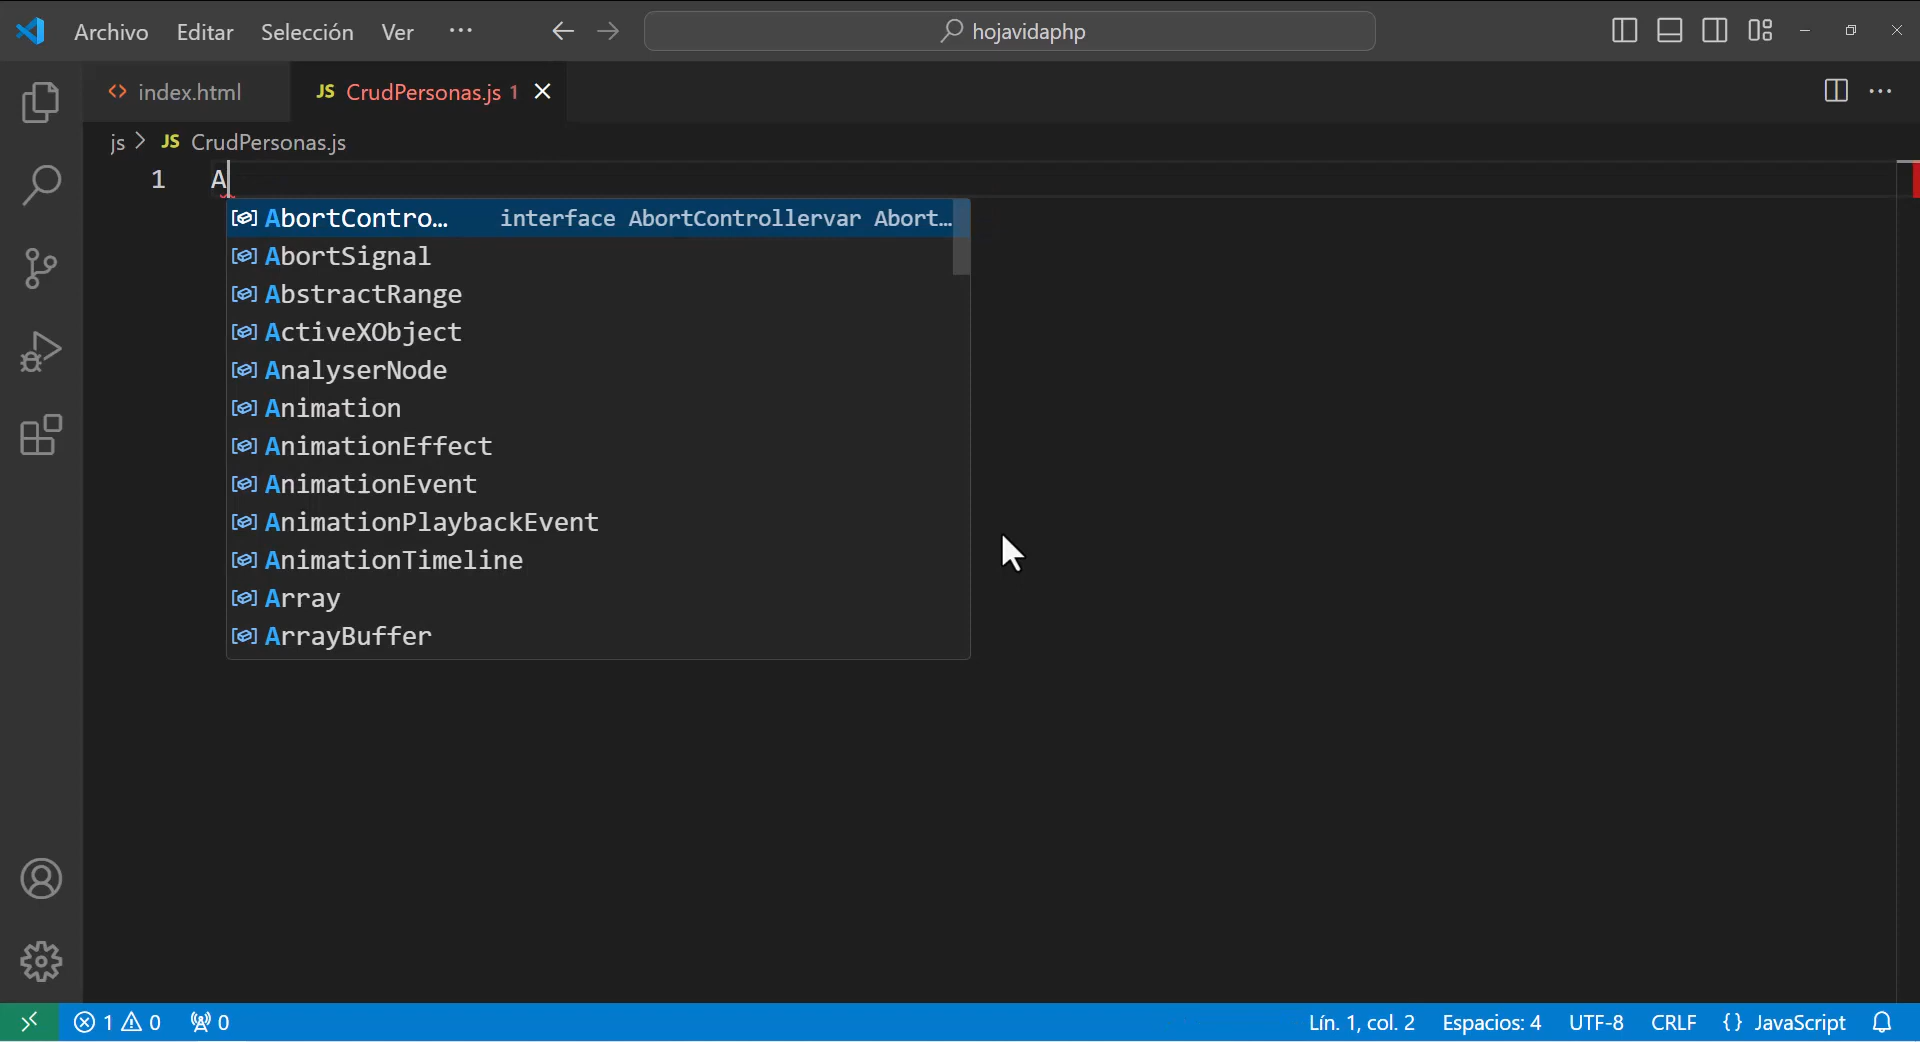 Archivo Editar Selección Ver ··· hojavidaphp
index.html JS CrudPersonas.js 1
js > JS CrudPersonas.js
1 A
AbortContro… interface AbortControllervar Abort…
AbortSignal
AbstractRange
ActiveXObject
AnalyserNode
Animation
AnimationEffect
AnimationEvent
AnimationPlaybackEvent
AnimationTimeline
Array
ArrayBuffer
1 0 0 Lín. 1, col. 2 Espacios: 4 UTF-8 CRLF {} JavaScript